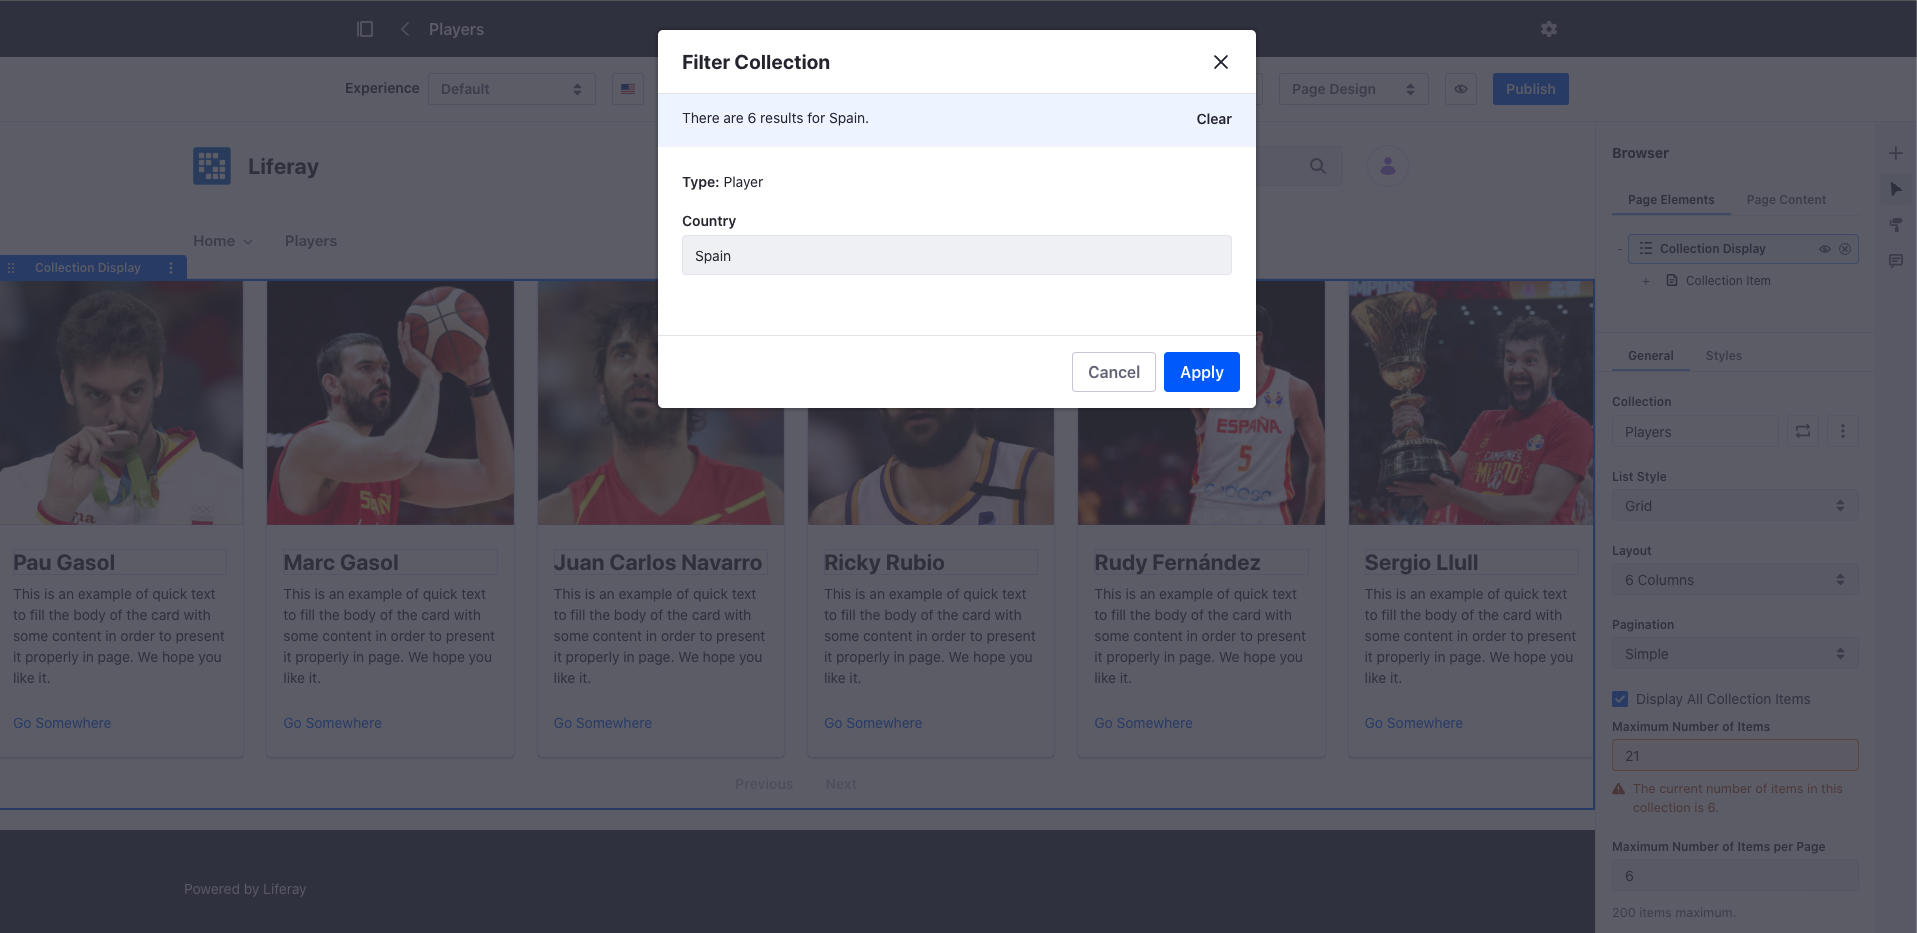 Players
Filter Collection
Experience
Default
Page Design
Publish
There are 6 results for Spain.
Clear
Liferay
Type: Player
Country
Spain
Cancel
Apply
Home
Players
Collection Display
Browser
Page Elements
Page Content
Collection Display
Collection Item
General
Styles
Collection
Players
List Style
Grid
Layout
6 Columns
Pagination
Simple
Display All Collection Items
Maximum Number of Items
21
The current number of items in this
collection is 6.
Maximum Number of Items per Page
6
200 items maximum.
ESPAÑA
5
CAMPEONES
MUNDO
Pau Gasol
This is an example of quick text
to fill the body of the card with
some content in order to present
it properly in page. We hope you
like it.
Go Somewhere
Marc Gasol
This is an example of quick text
to fill the body of the card with
some content in order to present
it properly in page. We hope you
like it.
Go Somewhere
Juan Carlos Navarro
This is an example of quick text
to fill the body of the card with
some content in order to present
it properly in page. We hope you
like it.
Go Somewhere
Ricky Rubio
This is an example of quick text
to fill the body of the card with
some content in order to present
it properly in page. We hope you
like it.
Go Somewhere
Rudy Fernández
This is an example of quick text
to fill the body of the card with
some content in order to present
it properly in page. We hope you
like it.
Go Somewhere
Sergio Llull
This is an example of quick text
to fill the body of the card with
some content in order to present
it properly in page. We hope you
like it.
Go Somewhere
Previous
Next
Powered by Liferay